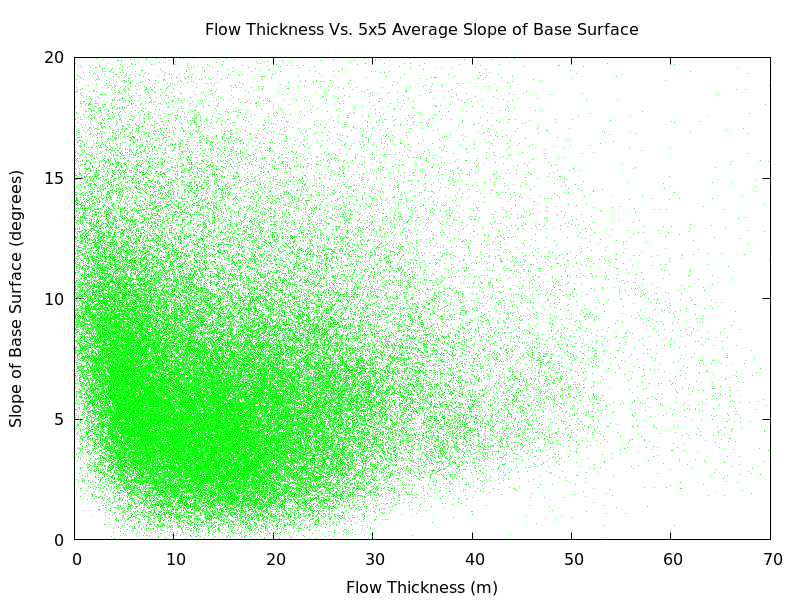 Flow Thickness Vs. 5x5 Average Slope of Base Surface
20
15
10
5
0
Slope of Base Surface (degrees)
0 10 20 30 40 50 60 70
Flow Thickness (m)